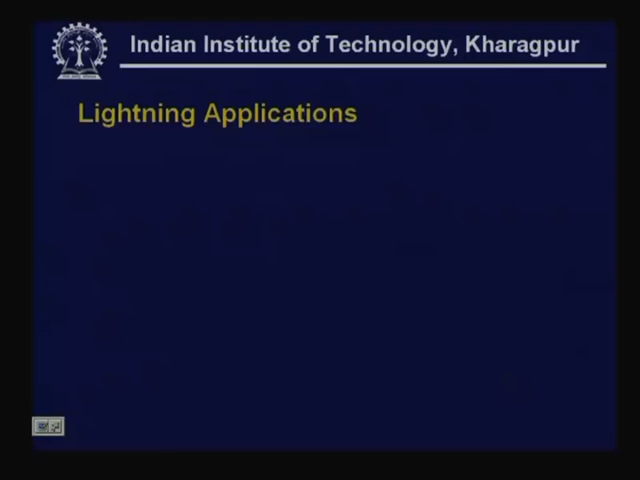 Indian Institute of Technology, Kharagpur
Lightning Applications